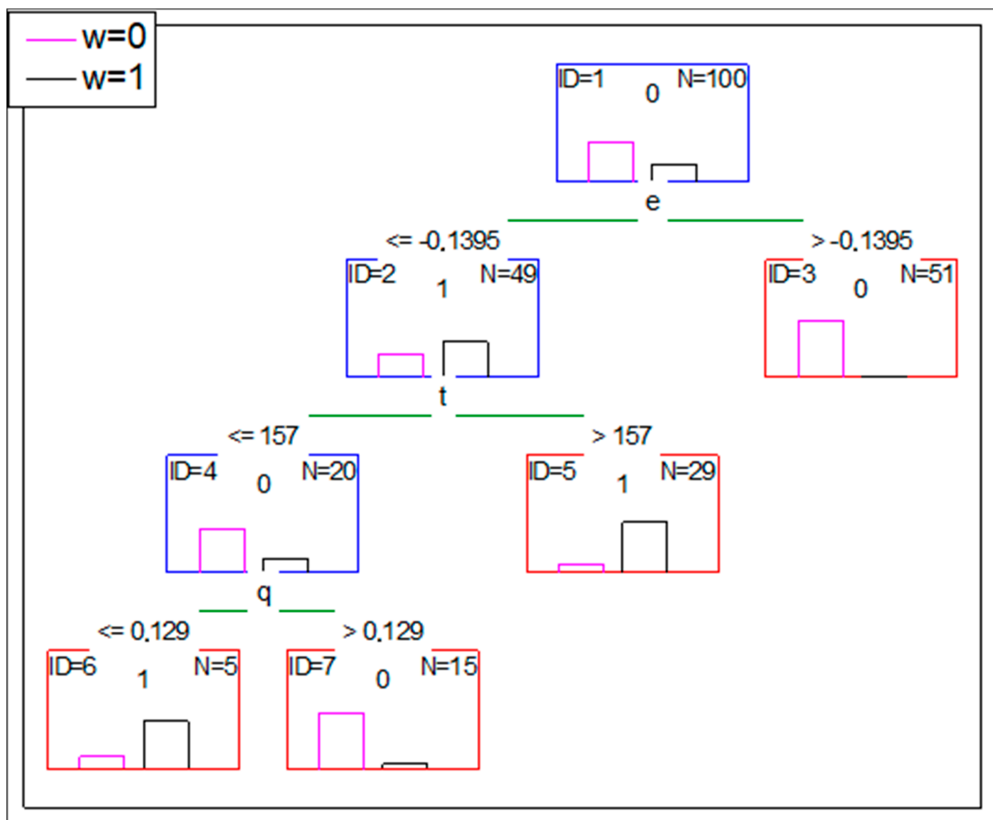 w=0
w=1
ID=1 0 N=100
e
<= -0.1395 > -0.1395
ID=2 1 N=49 ID=3 0 N=51
t
<= 157 > 157
ID=4 0 N=20 ID=5 1 N=29
q
<= 0.129 > 0.129
ID=6 1 N=5 ID=7 0 N=15